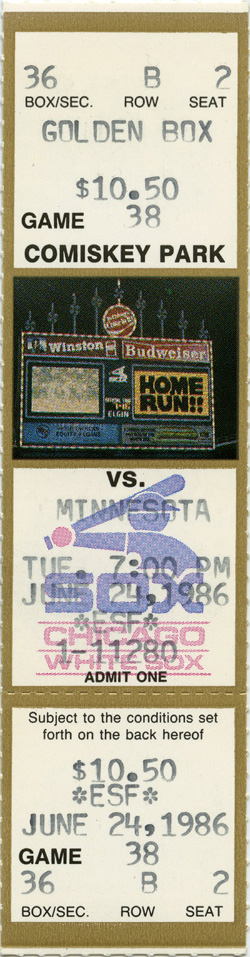 36 B 2
BOX/SEC. ROW SEAT
GOLDEN BOX
$10.50
GAME 38
COMISKEY PARK
Winston Budweiser
HOME
RUN!!
ELGIN
VS.
MINNESOTA
TUE. 7:00 PM
JUNE 24,1986
SOX
*ESF*
CHICAGO
1-11280
WHITE SOX
ADMIT ONE
Subject to the conditions set
forth on the back hereof
$10.50
*ESF*
JUNE 24,1986
GAME 38
36 B 2
BOX/SEC. ROW SEAT